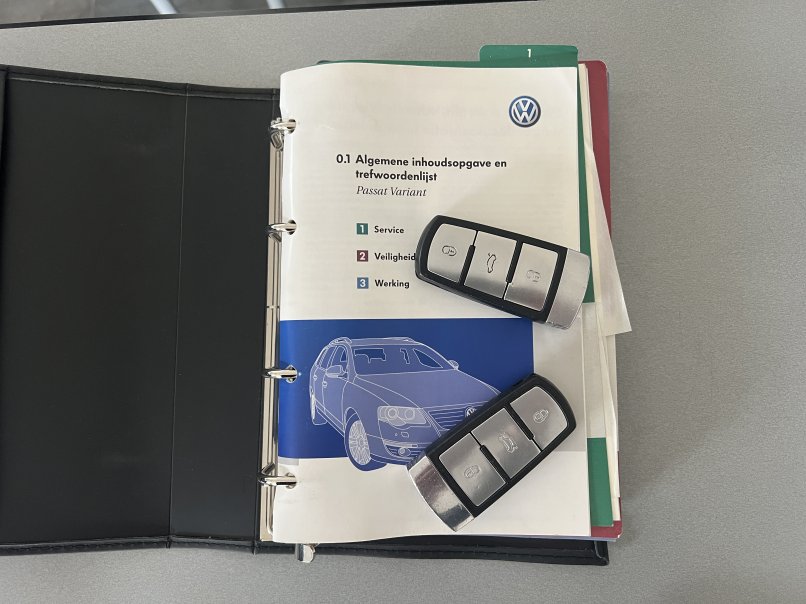 0.1 Algemene inhoudsopgave en
trefwoordenlijst
Passat Variant
1 Service
2 Veiligheid
3 Werking
1